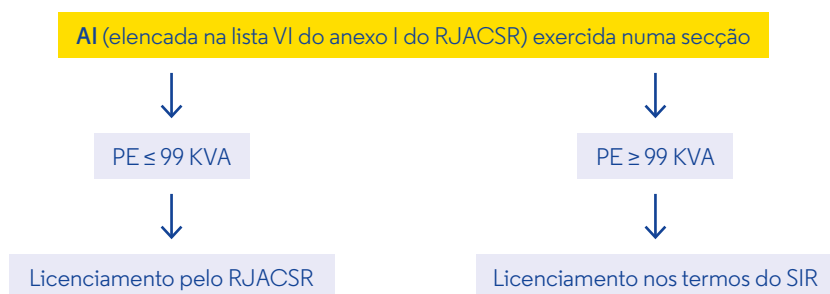 AI (elencada na lista VI do anexo I do RJACSR) exercida numa secção
PE ≤ 99 KVA
PE ≥ 99 KVA
Licenciamento pelo RJACSR
Licenciamento nos termos do SIR